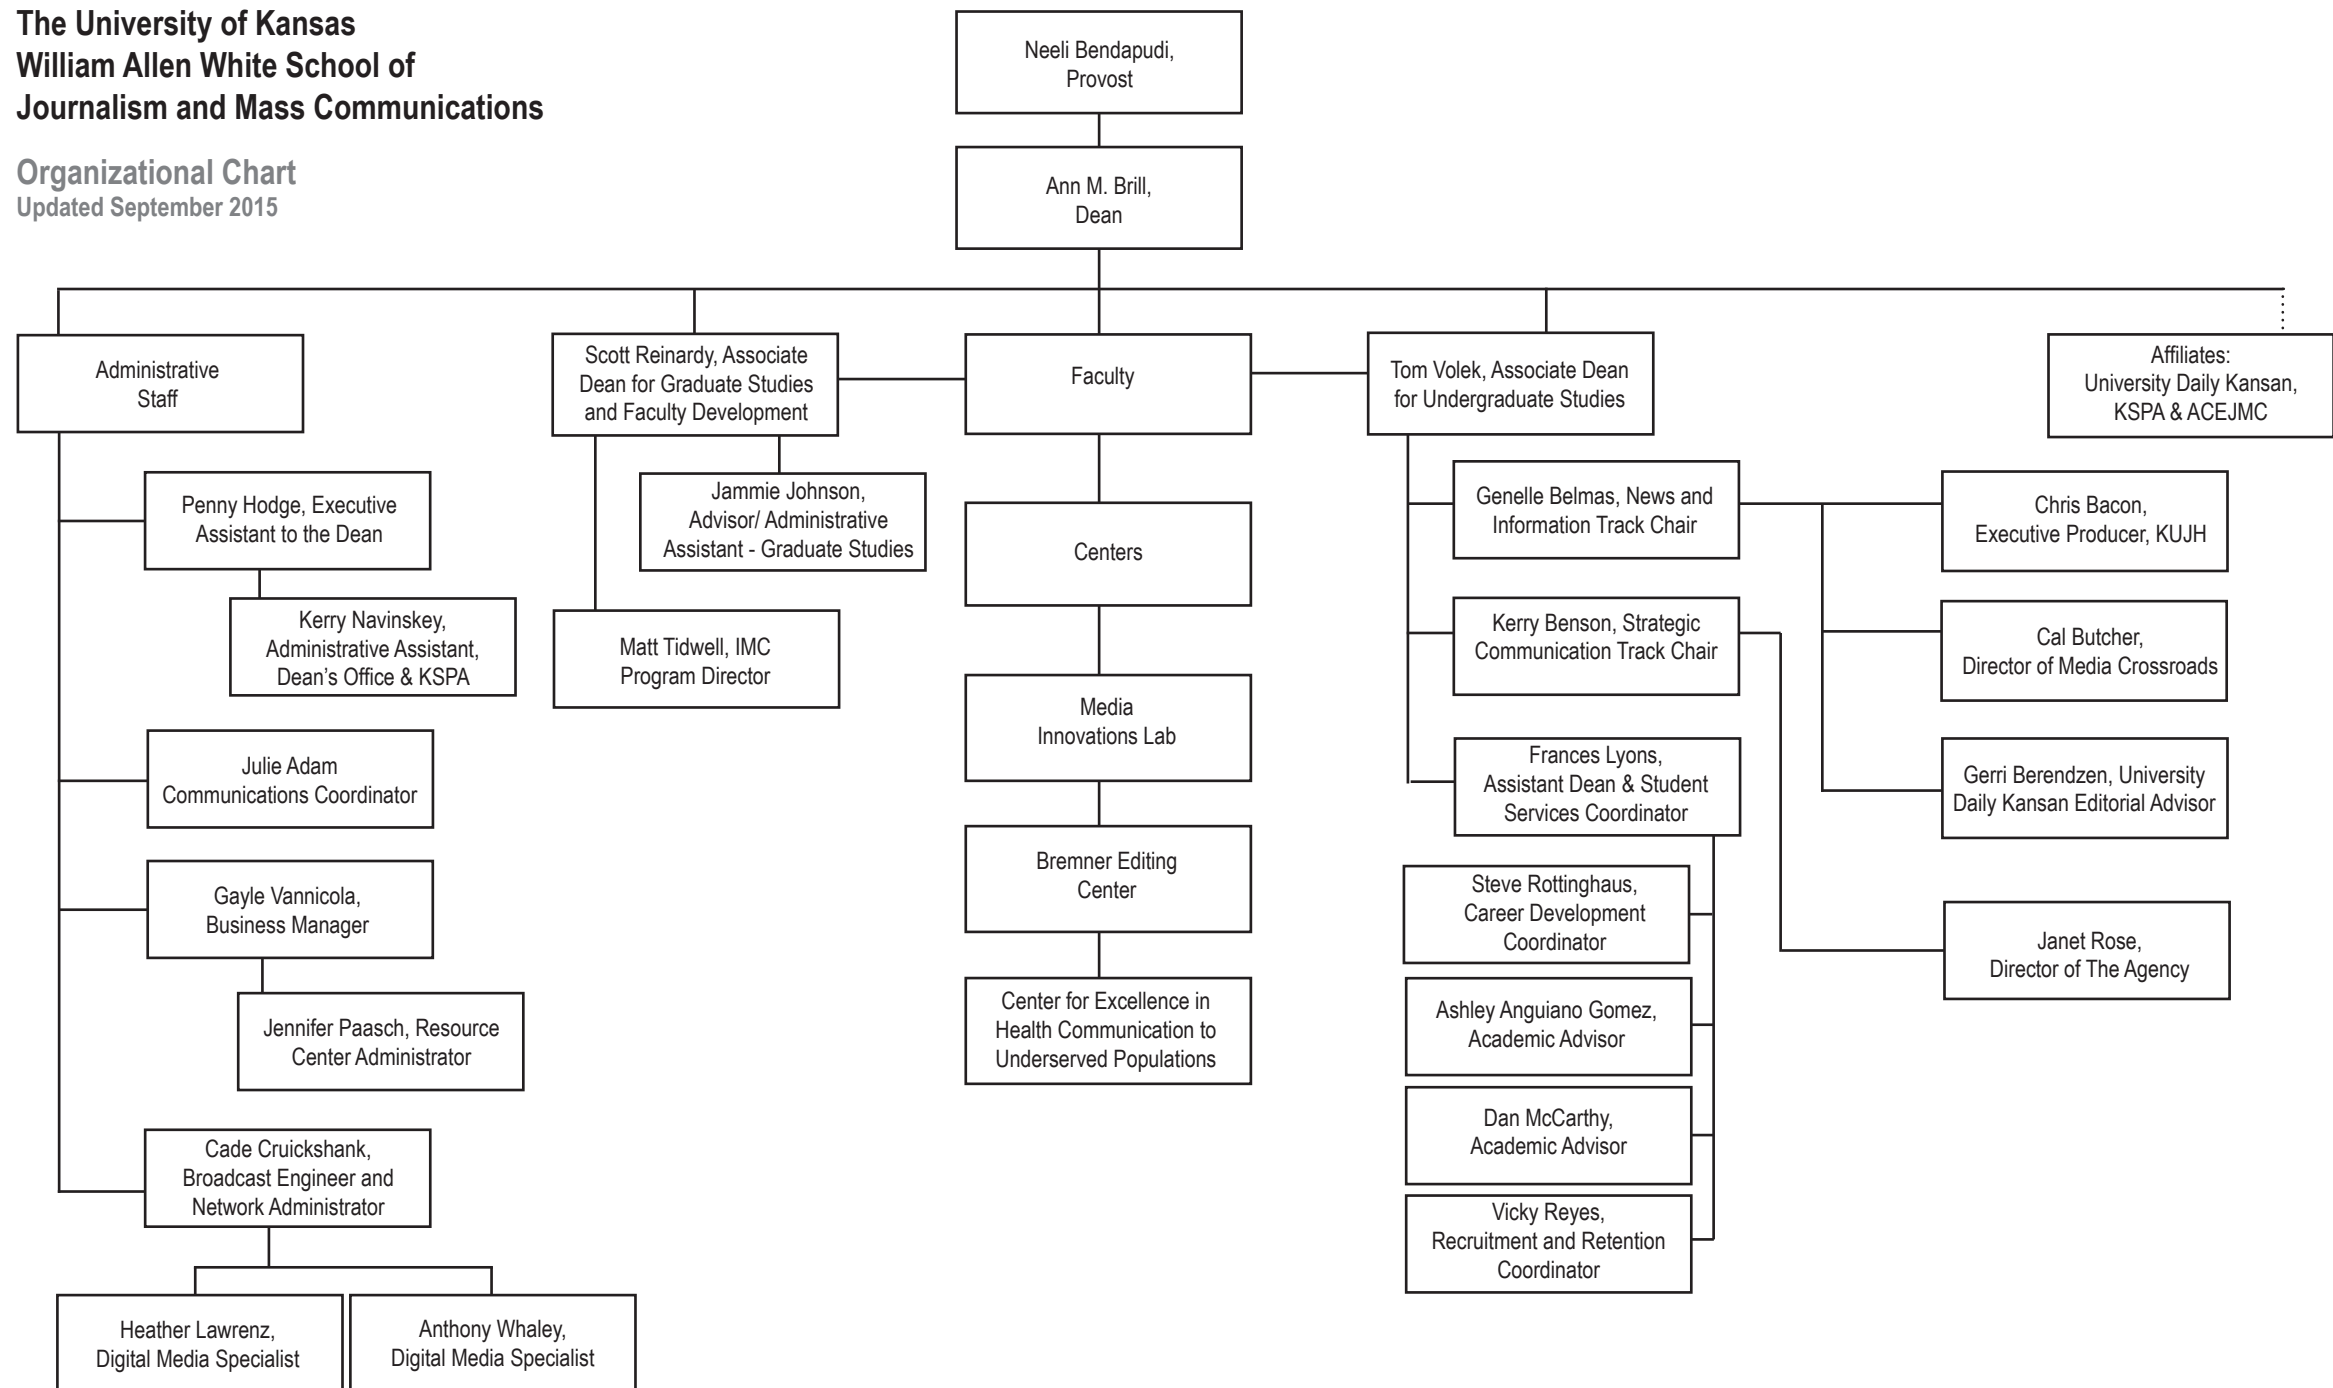 The University of Kansas
William Allen White School of
Journalism and Mass Communications
Organizational Chart
Updated September 2015
Neeli Bendapudi,
Provost
Ann M. Brill,
Dean
Administrative
Staff
Scott Reinardy, Associate
Dean for Graduate Studies
and Faculty Development
Faculty
Tom Volek, Associate Dean
for Undergraduate Studies
Affiliates:
University Daily Kansan,
KSPA & ACEJMC
Penny Hodge, Executive
Assistant to the Dean
Kerry Navinskey,
Administrative Assistant,
Dean’s Office & KSPA
Julie Adam
Communications Coordinator
Gayle Vannicola,
Business Manager
Jennifer Paasch, Resource
Center Administrator
Cade Cruickshank,
Broadcast Engineer and
Network Administrator
Heather Lawrenz,
Digital Media Specialist
Anthony Whaley,
Digital Media Specialist
Jammie Johnson,
Advisor/ Administrative
Assistant - Graduate Studies
Matt Tidwell, IMC
Program Director
Centers
Media
Innovations Lab
Bremner Editing
Center
Center for Excellence in
Health Communication to
Underserved Populations
Genelle Belmas, News and
Information Track Chair
Kerry Benson, Strategic
Communication Track Chair
Frances Lyons,
Assistant Dean & Student
Services Coordinator
Steve Rottinghaus,
Career Development
Coordinator
Ashley Anguiano Gomez,
Academic Advisor
Dan McCarthy,
Academic Advisor
Vicky Reyes,
Recruitment and Retention
Coordinator
Chris Bacon,
Executive Producer, KUJH
Cal Butcher,
Director of Media Crossroads
Gerri Berendzen, University
Daily Kansan Editorial Advisor
Janet Rose,
Director of The Agency